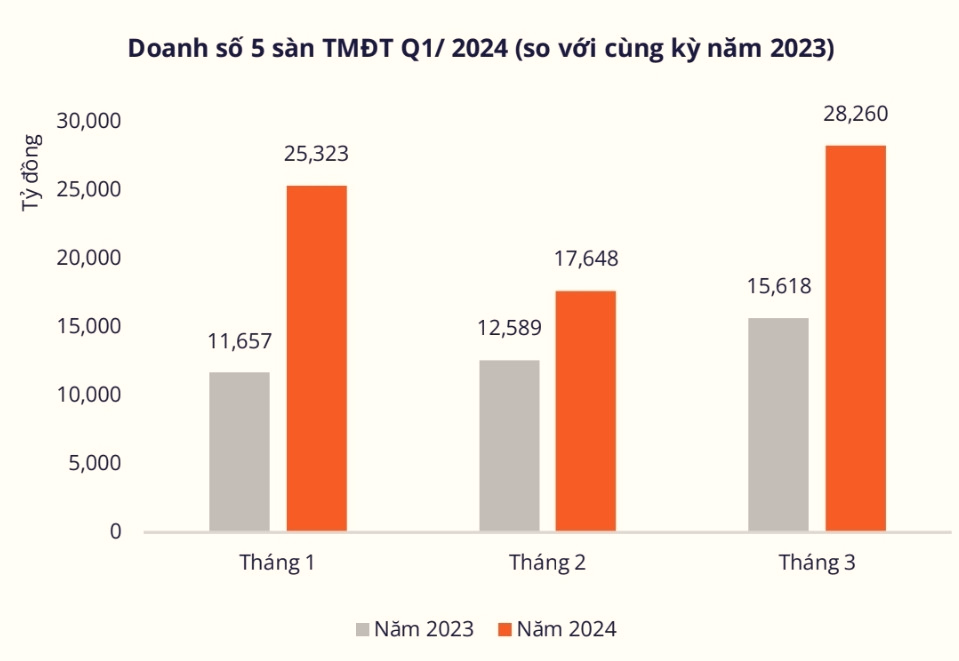 Doanh số 5 sàn TMĐT Q1/ 2024 (so với cùng kỳ năm 2023)
Tỷ đồng
30,000
25,000
20,000
15,000
10,000
5,000
0
11,657
25,323
12,589
17,648
15,618
28,260
Tháng 1
Tháng 2
Tháng 3
Năm 2023
Năm 2024